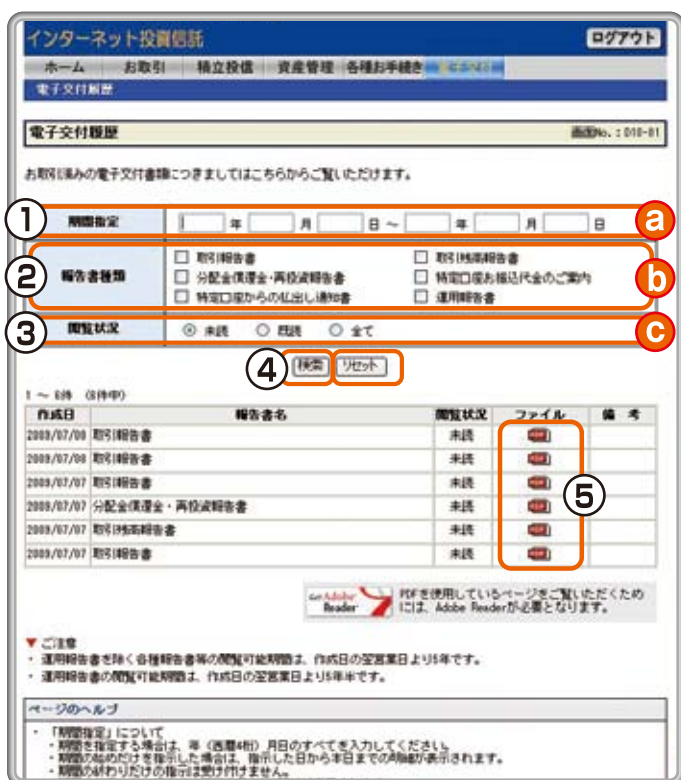 インターネット投資信託 ログアウト
ホーム お取引 積立投信 資産管理 各種お手続き
電子交付履歴
電子交付履歴 画面No.:D10-01
お取引済みの電子交付書類につきましてはこちらからご覧いただけます。
① 期間指定 年 月 日 ~ 年 月 日 a
② 報告書種類 b
取引報告書 取引残高報告書
分配金償還金・再投資報告書 特定口座お振込代金のご案内
特定口座からの払出し通知書 運用報告書
③ 閲覧状況 未読 既読 全て c
④ 検索 リセット
1 ~ 6件 (6件中)
作成日 報告書名 閲覧状況 ファイル 備 考
2009/07/08 取引報告書 未読
2009/07/08 取引報告書 未読
2009/07/07 取引報告書 未読
2009/07/07 分配金償還金・再投資報告書 未読
2009/07/07 取引残高報告書 未読
2009/07/07 取引報告書 未読
⑤
Get Adobe Reader PDFを使用しているページをご覧いただくため
には、Adobe Readerが必要となります。
▼ ご注意
・ 運用報告書を除く各種報告書等の閲覧可能期間は、作成日の翌営業日より5年です。
・ 運用報告書の閲覧可能期間は、作成日の翌営業日より5年半です。
ページのヘルプ
・ 「期間指定」について
・期間を指定する場合は、年(西暦4桁)月日のすべてを入力してください。
・期間の始めだけを指示した場合は、指示した日から本日までの明細が表示されます。
・期間の終わりだけの指示は受け付けません。